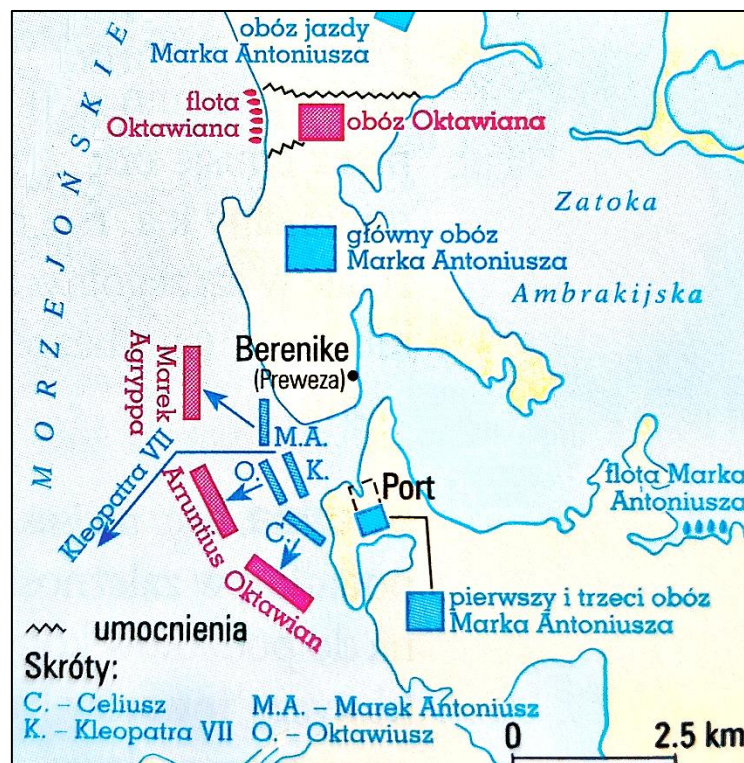 obóz jazdy
Marka Antoniusza
flota
Oktawiana
obóz Oktawiana
MORZE JOŃSKIE
Zatoka
Ambrakijska
główny obóz
Marka Antoniusza
Berenike
(Preweza)
Marek
Agryppa
M.A.
Kleopatra VII
O.
K.
Arruntius
C.
Oktawian
Port
flota Marka
Antoniusza
pierwszy i trzeci obóz
Marka Antoniusza
umocnienia
Skróty:
C. – Celiusz M.A. – Marek Antoniusz
K. – Kleopatra VII O. – Oktawiusz
0 2.5 km